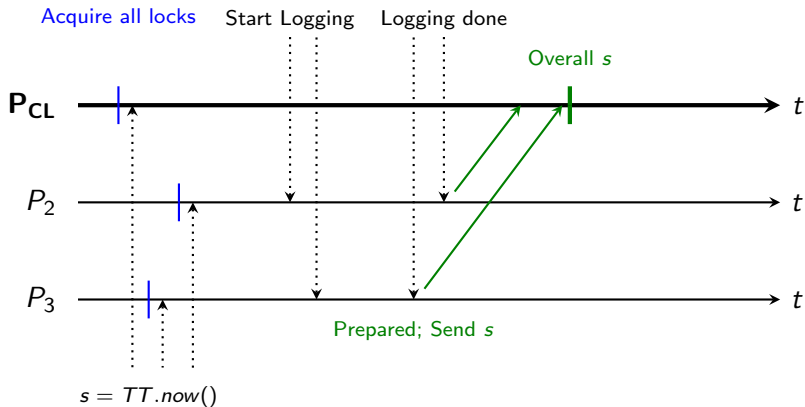 Acquire all locks
Start Logging
Logging done
Overall s
P_CL
t
P_2
t
P_3
t
Prepared; Send s
s = TT.now()